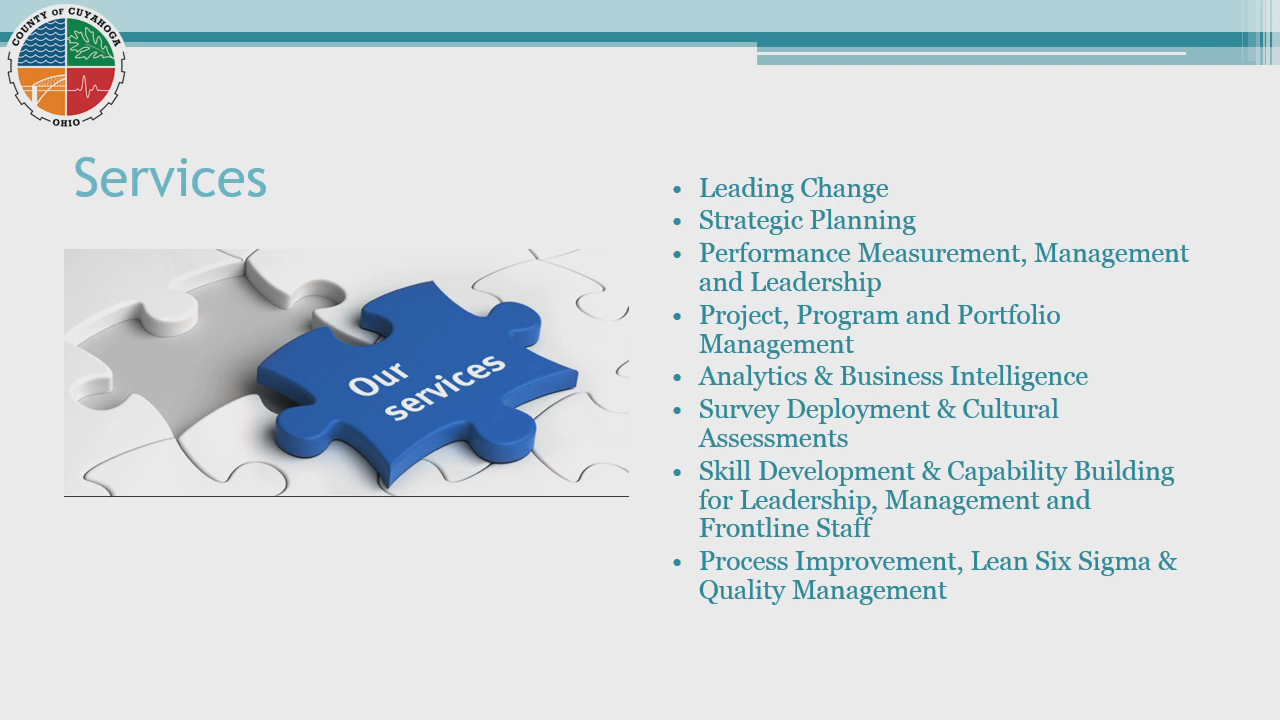 COUNTY OF CUYAHOGA
OHIO
Services
Our
services
• Leading Change
• Strategic Planning
• Performance Measurement, Management
and Leadership
• Project, Program and Portfolio
Management
• Analytics & Business Intelligence
• Survey Deployment & Cultural
Assessments
• Skill Development & Capability Building
for Leadership, Management and
Frontline Staff
• Process Improvement, Lean Six Sigma &
Quality Management